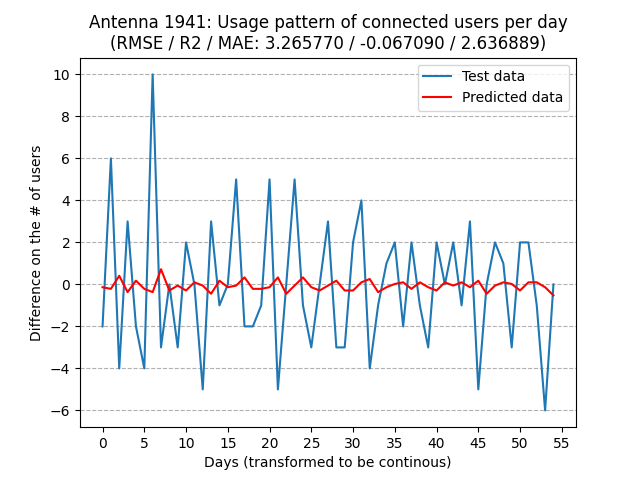 Antenna 1941: Usage pattern of connected users per day
(RMSE / R2 / MAE: 3.265770 / -0.067090 / 2.636889)
Test data
Predicted data
Difference on the # of users
10
8
6
4
2
0
−2
−4
−6
0 5 10 15 20 25 30 35 40 45 50 55
Days (transformed to be continous)